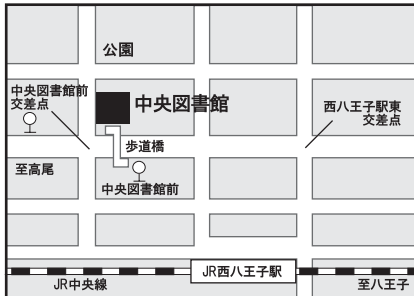 公園
中央図書館前
交差点
中央図書館
西八王子駅東
交差点
歩道橋
至高尾
中央図書館前
JR西八王子駅
JR中央線
至八王子